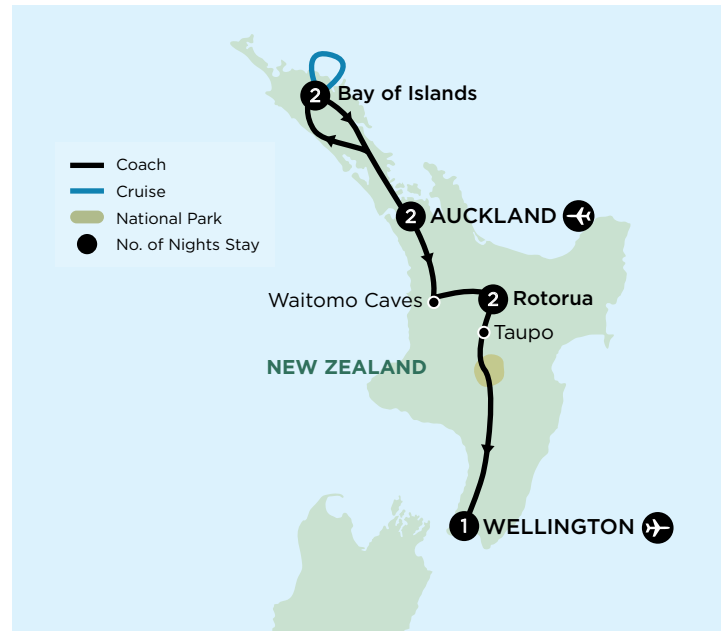 2 Bay of Islands
Coach
Cruise
National Park
No. of Nights Stay
2 AUCKLAND
Waitomo Caves
2 Rotorua
Taupo
NEW ZEALAND
1 WELLINGTON